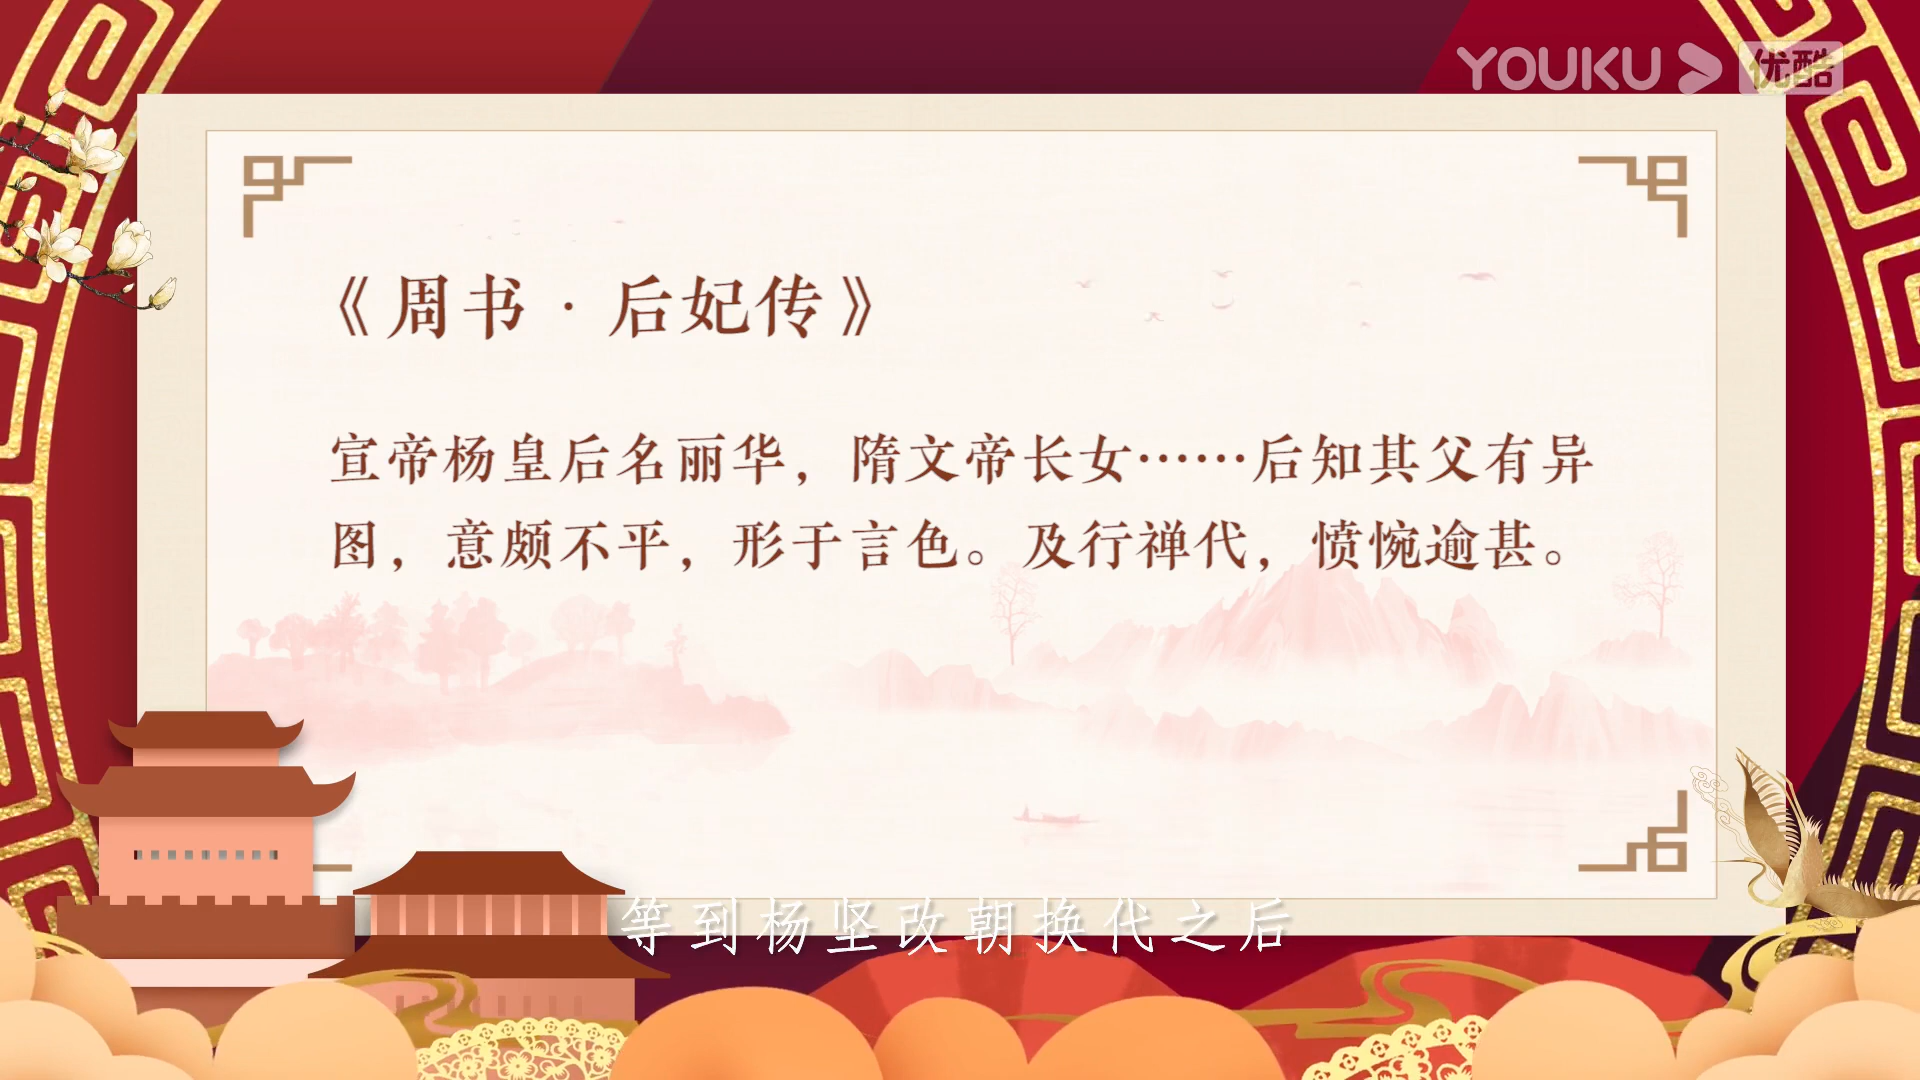 YOUKU 优酷
《周书·后妃传》
宣帝杨皇后名丽华，隋文帝长女……后知其父有异
图，意颇不平，形于言色。及行禅代，愤惋逾甚。
等到杨坚改朝换代之后